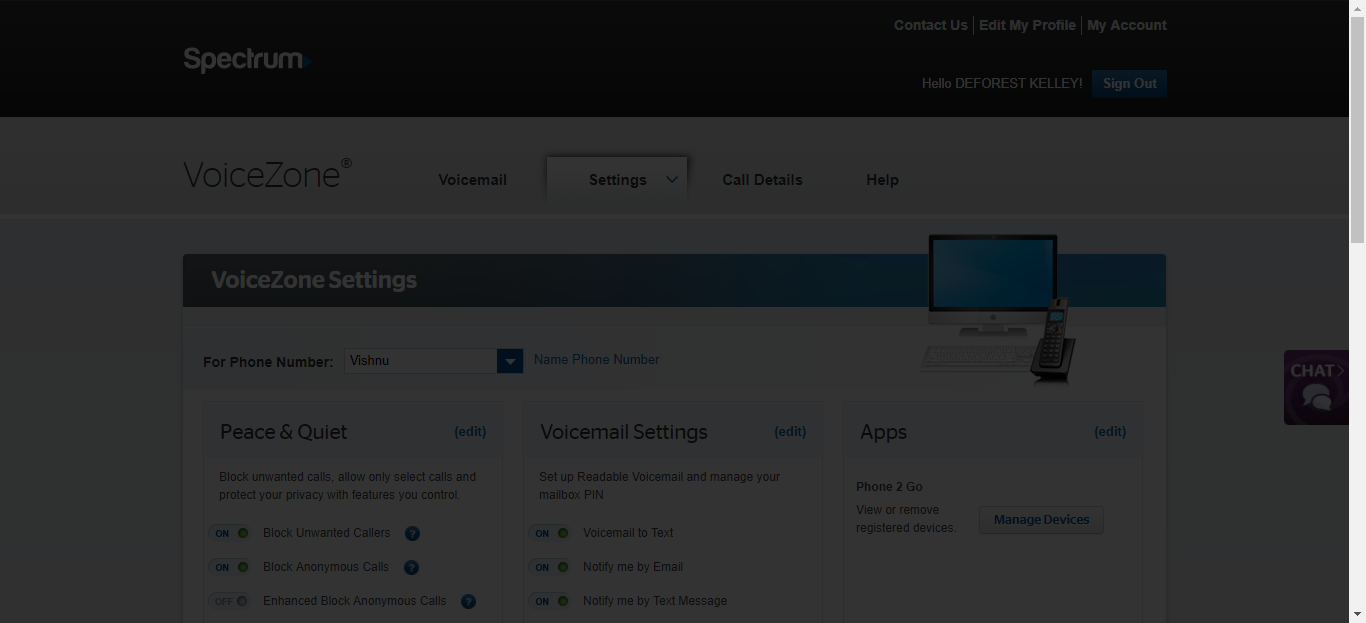 Contact Us | Edit My Profile | My Account
Spectrum
Hello DEFOREST KELLEY! Sign Out
VoiceZone® Voicemail Settings Call Details Help
VoiceZone Settings
For Phone Number: Vishnu Name Phone Number
CHAT
Peace & Quiet (edit)
Block unwanted calls, allow only select calls and
protect your privacy with features you control.
ON Block Unwanted Callers ?
ON Block Anonymous Calls ?
OFF Enhanced Block Anonymous Calls ?
Voicemail Settings (edit)
Set up Readable Voicemail and manage your
mailbox PIN
ON Voicemail to Text
ON Notify me by Email
ON Notify me by Text Message
Apps (edit)
Phone 2 Go
View or remove
registered devices.
Manage Devices